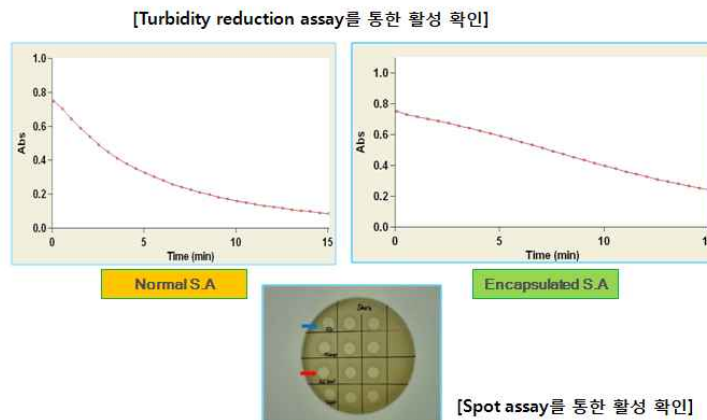 [Turbidity reduction assay를 통한 활성 확인]
1.0
0.8
0.6
0.4
0.2
0.0
Abs
0
5
10
15
Time (min)
1.0
0.8
0.6
0.4
0.2
0.0
Abs
0
5
10
15
Time (min)
Normal S.A
Encapsulated S.A
[Spot assay를 통한 활성 확인]